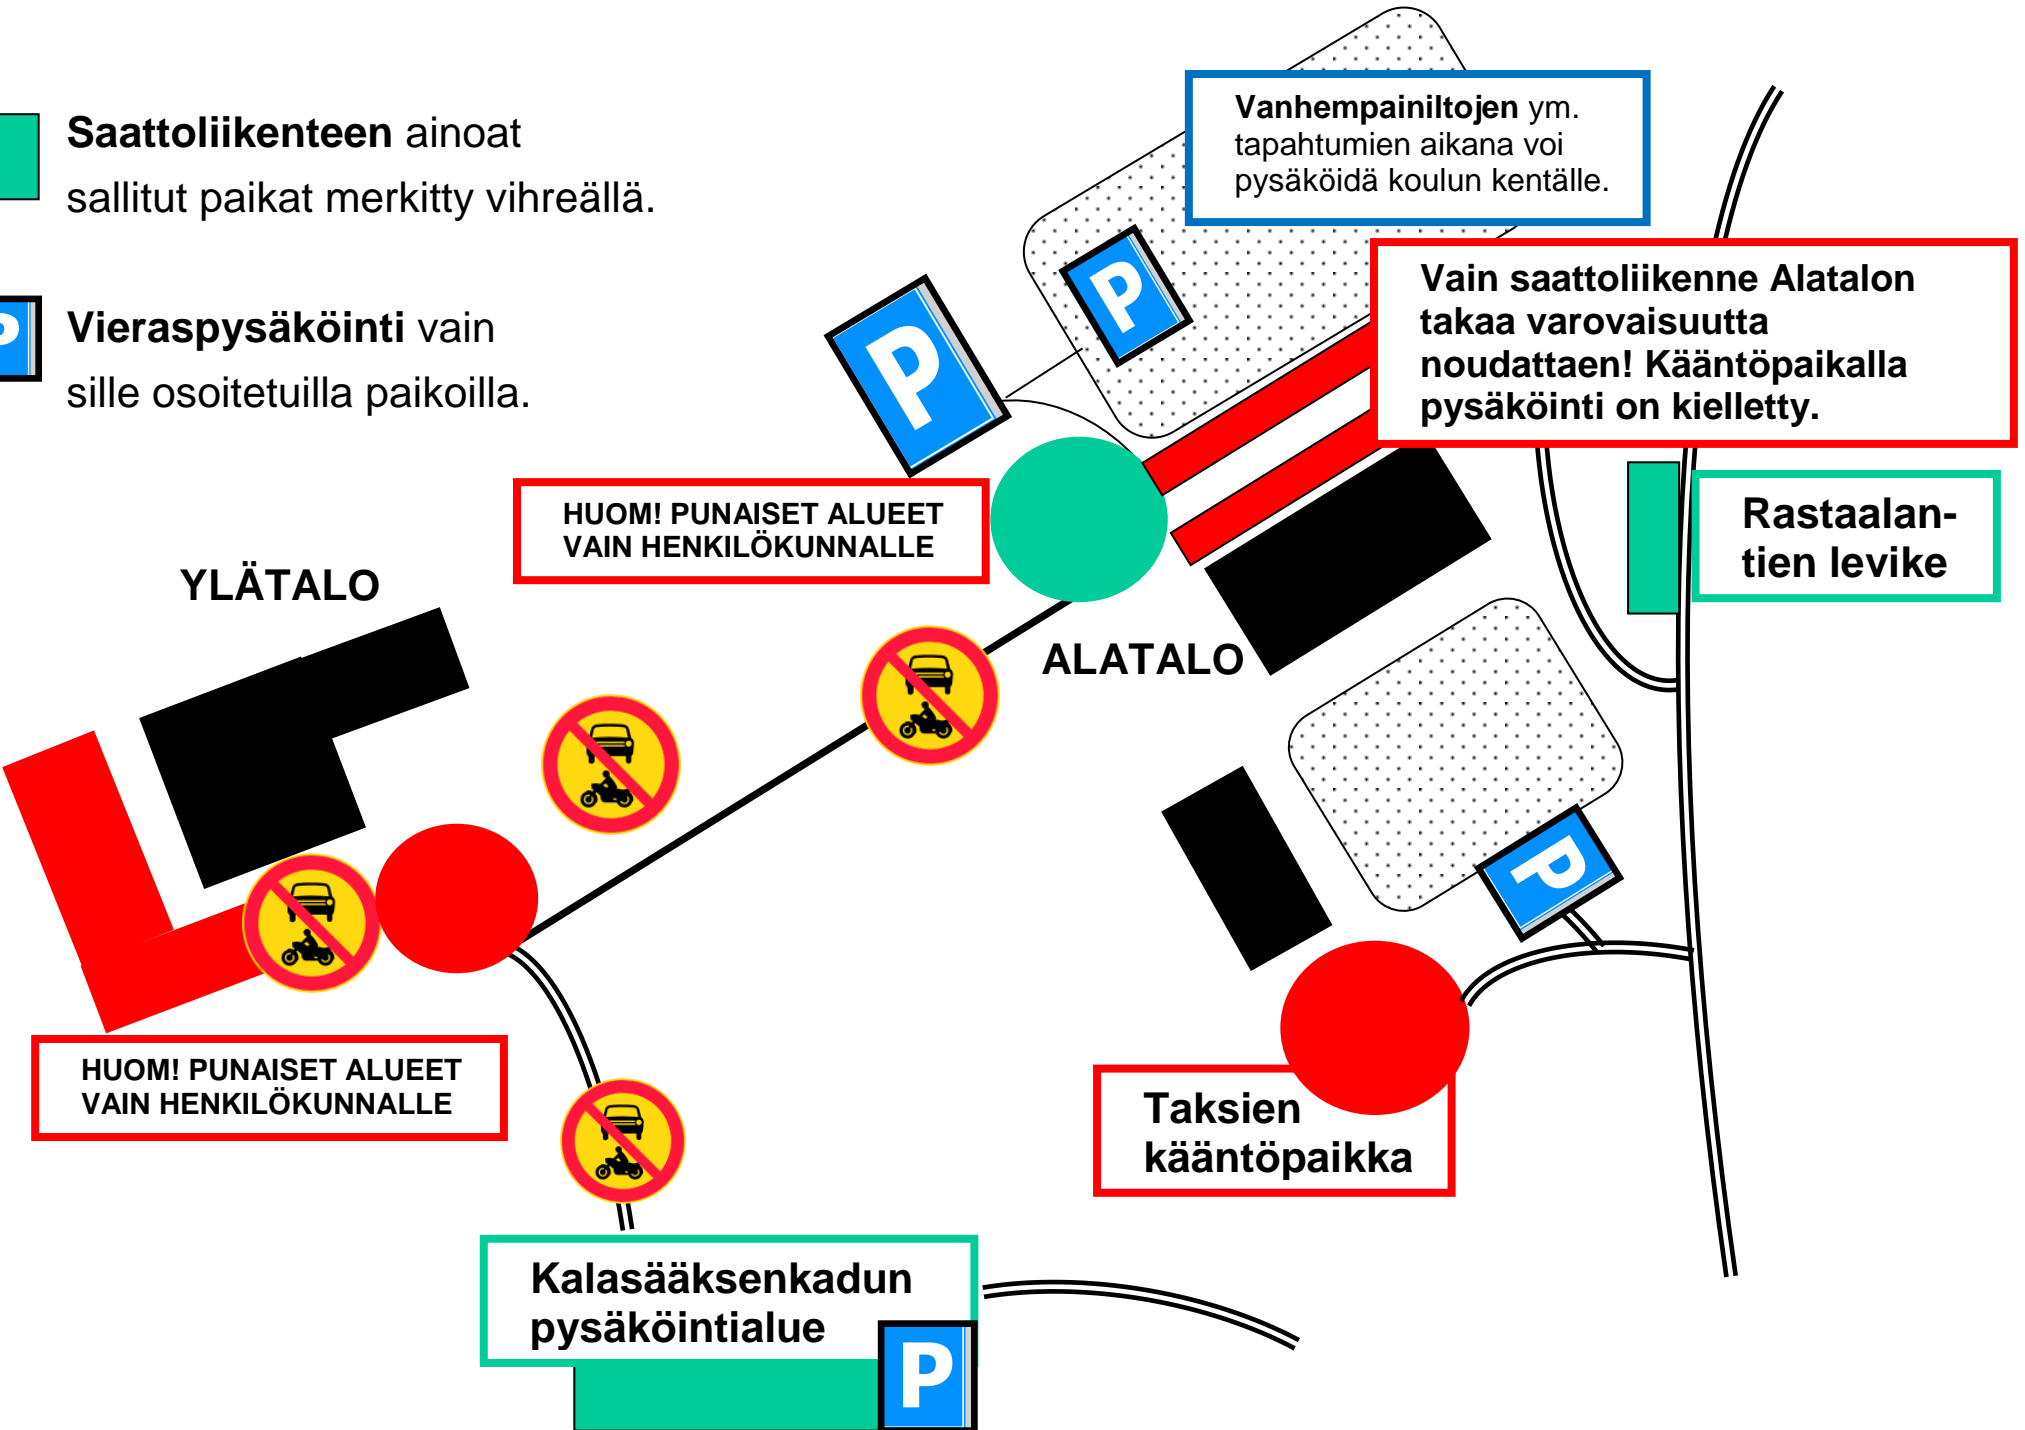 Saattoliikenteen ainoat
sallitut paikat merkitty vihreällä.
P
Vieraspysäköinti vain
sille osoitetuilla paikoilla.
Vanhempainiltojen ym.
tapahtumien aikana voi
pysäköidä koulun kentälle.
P
P
Vain saattoliikenne Alatalon
takaa varovaisuutta
noudattaen! Kääntöpaikalla
pysäköinti on kielletty.
HUOM! PUNAISET ALUEET
VAIN HENKILÖKUNNALLE
Rastaalan-
tien levike
YLÄTALO
ALATALO
P
HUOM! PUNAISET ALUEET
VAIN HENKILÖKUNNALLE
Taksien
kääntöpaikka
Kalasääksenkadun
pysäköintialue
P